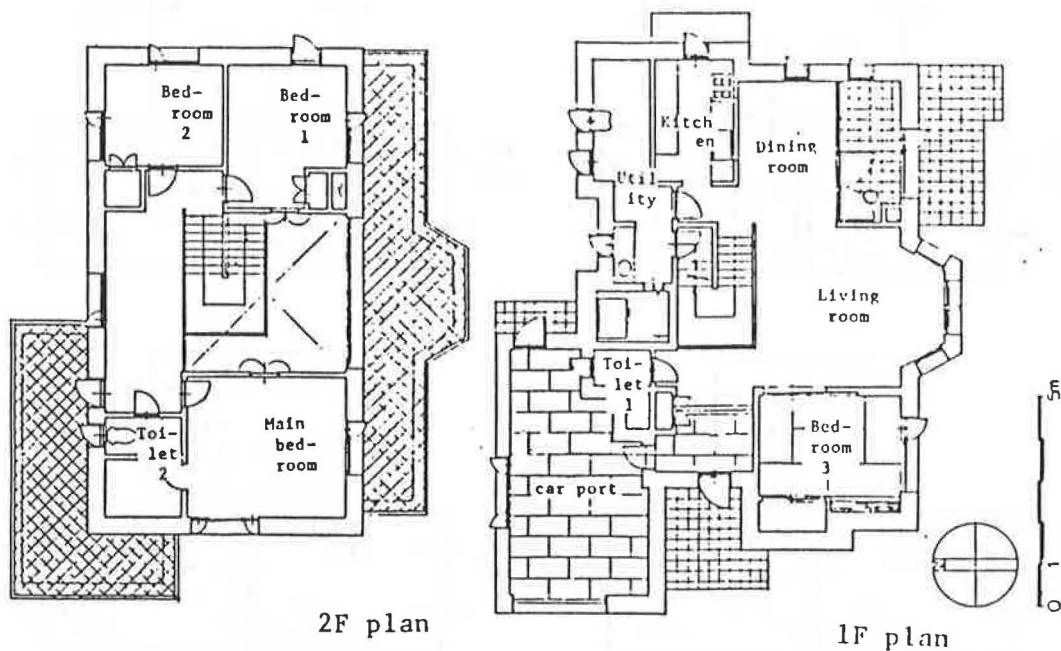 Bed-
room
2
Bed-
room
1
Toi-
let
2
Main
bed-
room
2F plan
Kitch
en
Dining
room
Util
ity
Living
room
Toi-
let
1
Bed-
room
3
car port
5m
1
0
1F plan